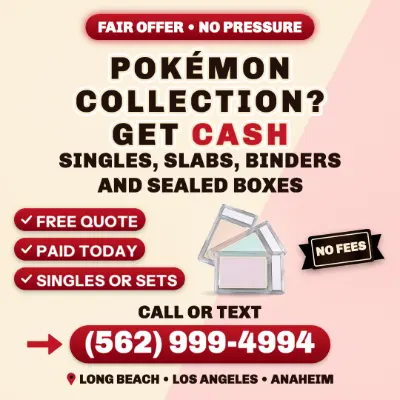 FAIR OFFER • NO PRESSURE
POKÉMON
COLLECTION?
GET CASH
SINGLES, SLABS, BINDERS
AND SEALED BOXES
FREE QUOTE
PAID TODAY
SINGLES OR SETS
NO FEES
CALL OR TEXT
(562) 999-4994
LONG BEACH • LOS ANGELES • ANAHEIM